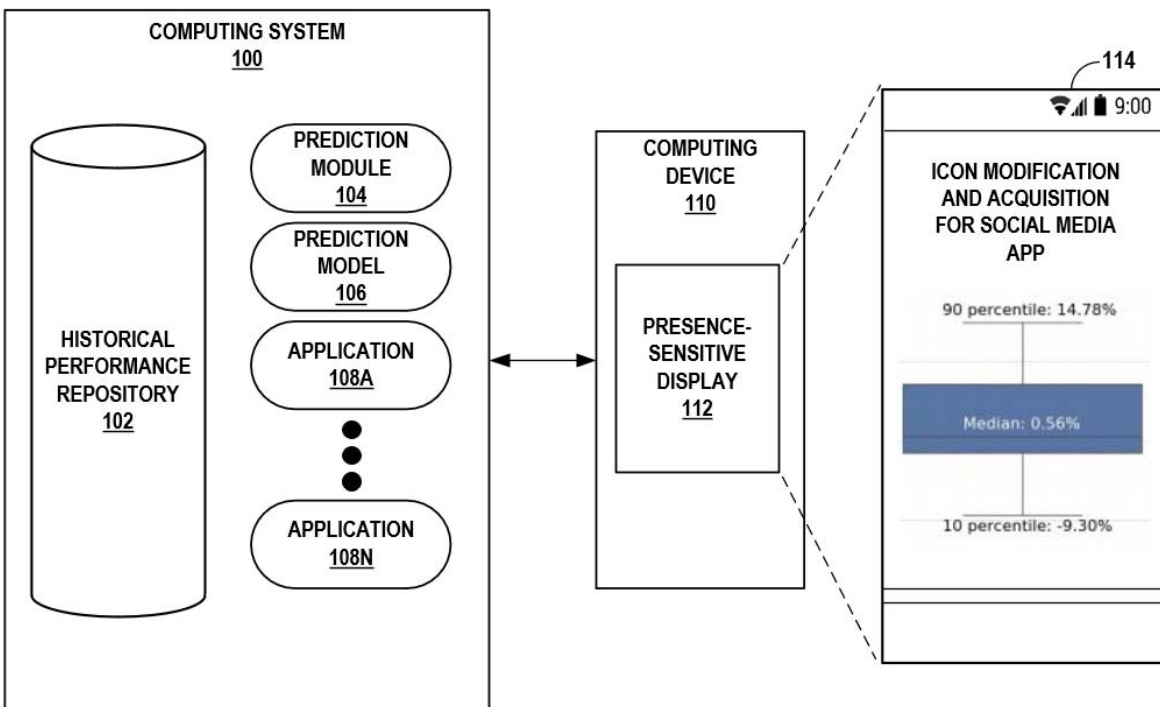 COMPUTING SYSTEM
100
HISTORICAL
PERFORMANCE
REPOSITORY
102
PREDICTION
MODULE
104
PREDICTION
MODEL
106
APPLICATION
108A
APPLICATION
108N
COMPUTING
DEVICE
110
PRESENCE-
SENSITIVE
DISPLAY
112
114
9:00
ICON MODIFICATION
AND ACQUISITION
FOR SOCIAL MEDIA
APP
90 percentile: 14.78%
Median: 0.56%
10 percentile: -9.30%